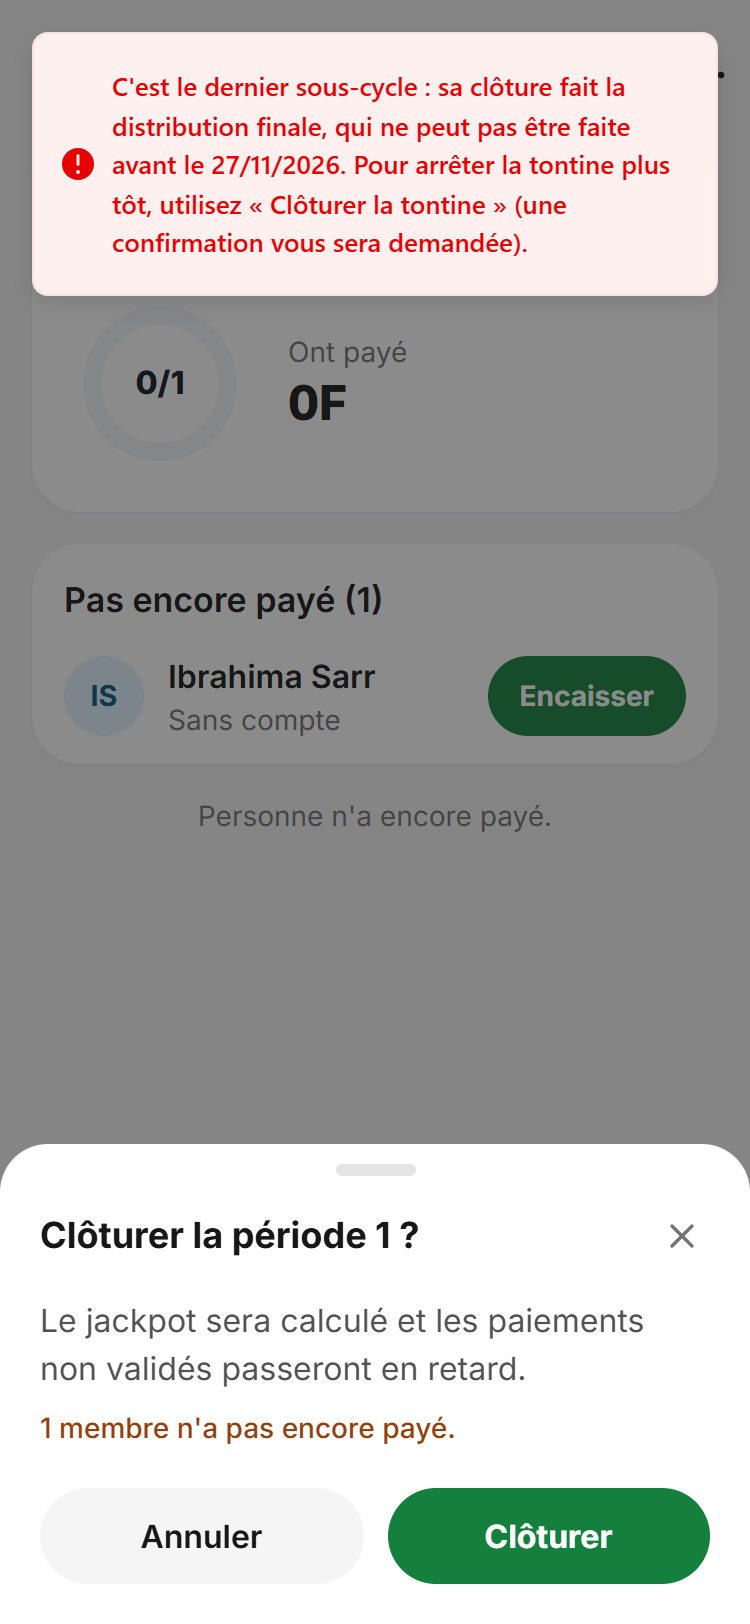 C'est le dernier sous-cycle : sa clôture fait la
distribution finale, qui ne peut pas être faite
avant le 27/11/2026. Pour arrêter la tontine plus
tôt, utilisez « Clôturer la tontine » (une
confirmation vous sera demandée).
0/1
Ont payé
0F
Pas encore payé (1)
IS
Ibrahima Sarr
Sans compte
Encaisser
Personne n'a encore payé.
Clôturer la période 1 ?
Le jackpot sera calculé et les paiements
non validés passeront en retard.
1 membre n'a pas encore payé.
Annuler
Clôturer